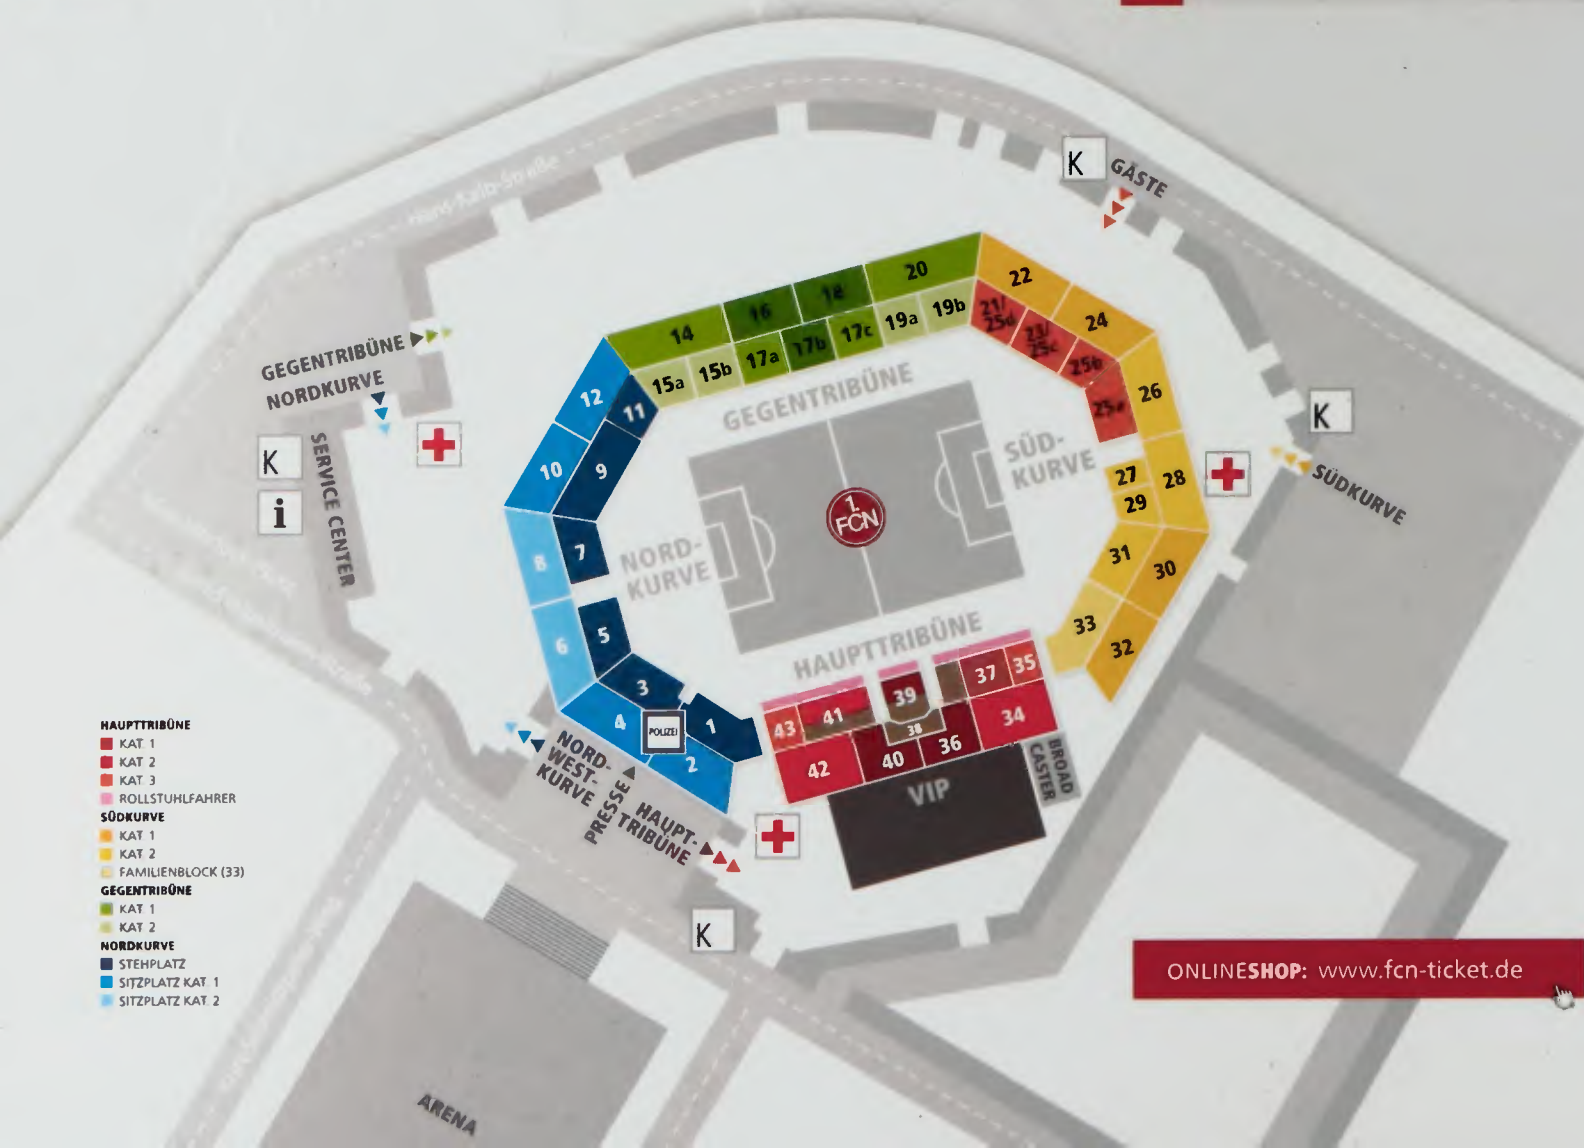 Hans-Kalb-Straße
K
GÄSTE
GEGENTRIBÜNE
NORDKURVE
K
i
SERVICE CENTER
K
SÜDKURVE
14
16
18
20
15a
15b
17a
17b
17c
19a
19b
22
24
21/
25d
23/
25c
25b
25a
26
28
27
29
31
30
33
32
12
11
10
9
8
7
6
5
4
3
2
1
POLIZEI
GEGENTRIBÜNE
SÜD-
KURVE
NORD-
KURVE
HAUPTTRIBÜNE
1.
FCN
43
41
39
38
37
35
42
40
36
34
VIP
BROAD
CASTER
NORD-
WEST-
KURVE
PRESSE
HAUPT-
TRIBÜNE
K
HAUPTTRIBÜNE
KAT. 1
KAT. 2
KAT. 3
ROLLSTUHLFAHRER
SÜDKURVE
KAT. 1
KAT. 2
FAMILIENBLOCK (33)
GEGENTRIBÜNE
KAT. 1
KAT. 2
NORDKURVE
STEHPLATZ
SITZPLATZ KAT. 1
SITZPLATZ KAT. 2
ARENA
ONLINESHOP: www.fcn-ticket.de